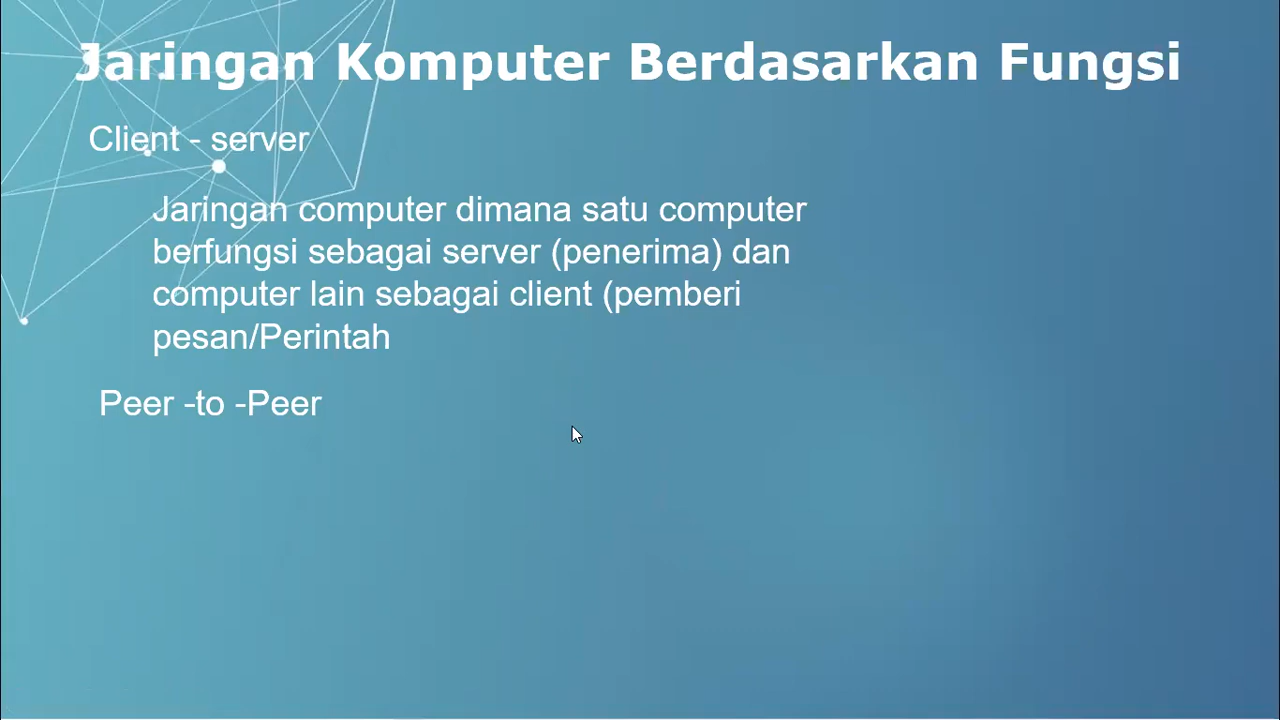 Jaringan Komputer Berdasarkan Fungsi
Client - server
Jaringan computer dimana satu computer
berfungsi sebagai server (penerima) dan
computer lain sebagai client (pemberi
pesan/Perintah
Peer -to -Peer